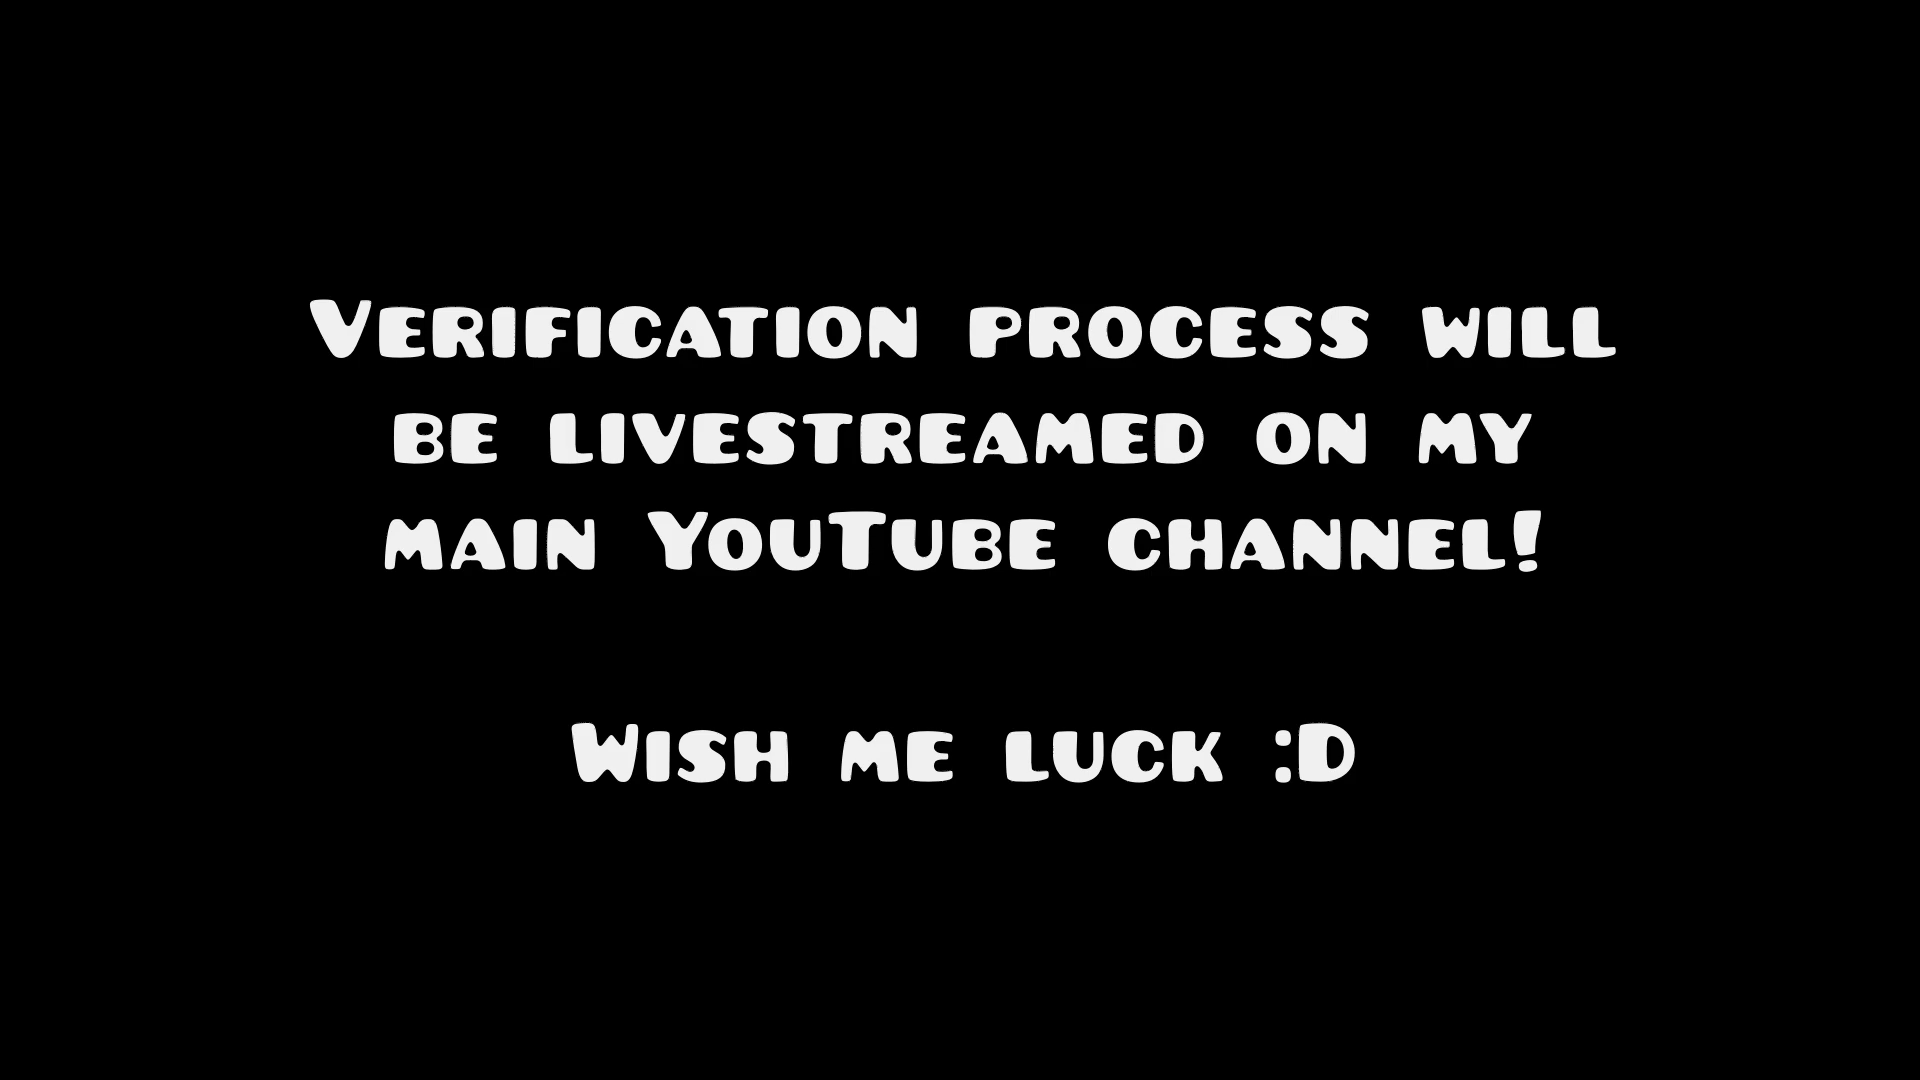 Verification process will
be livestreamed on my
main YouTube channel!
Wish me luck :D